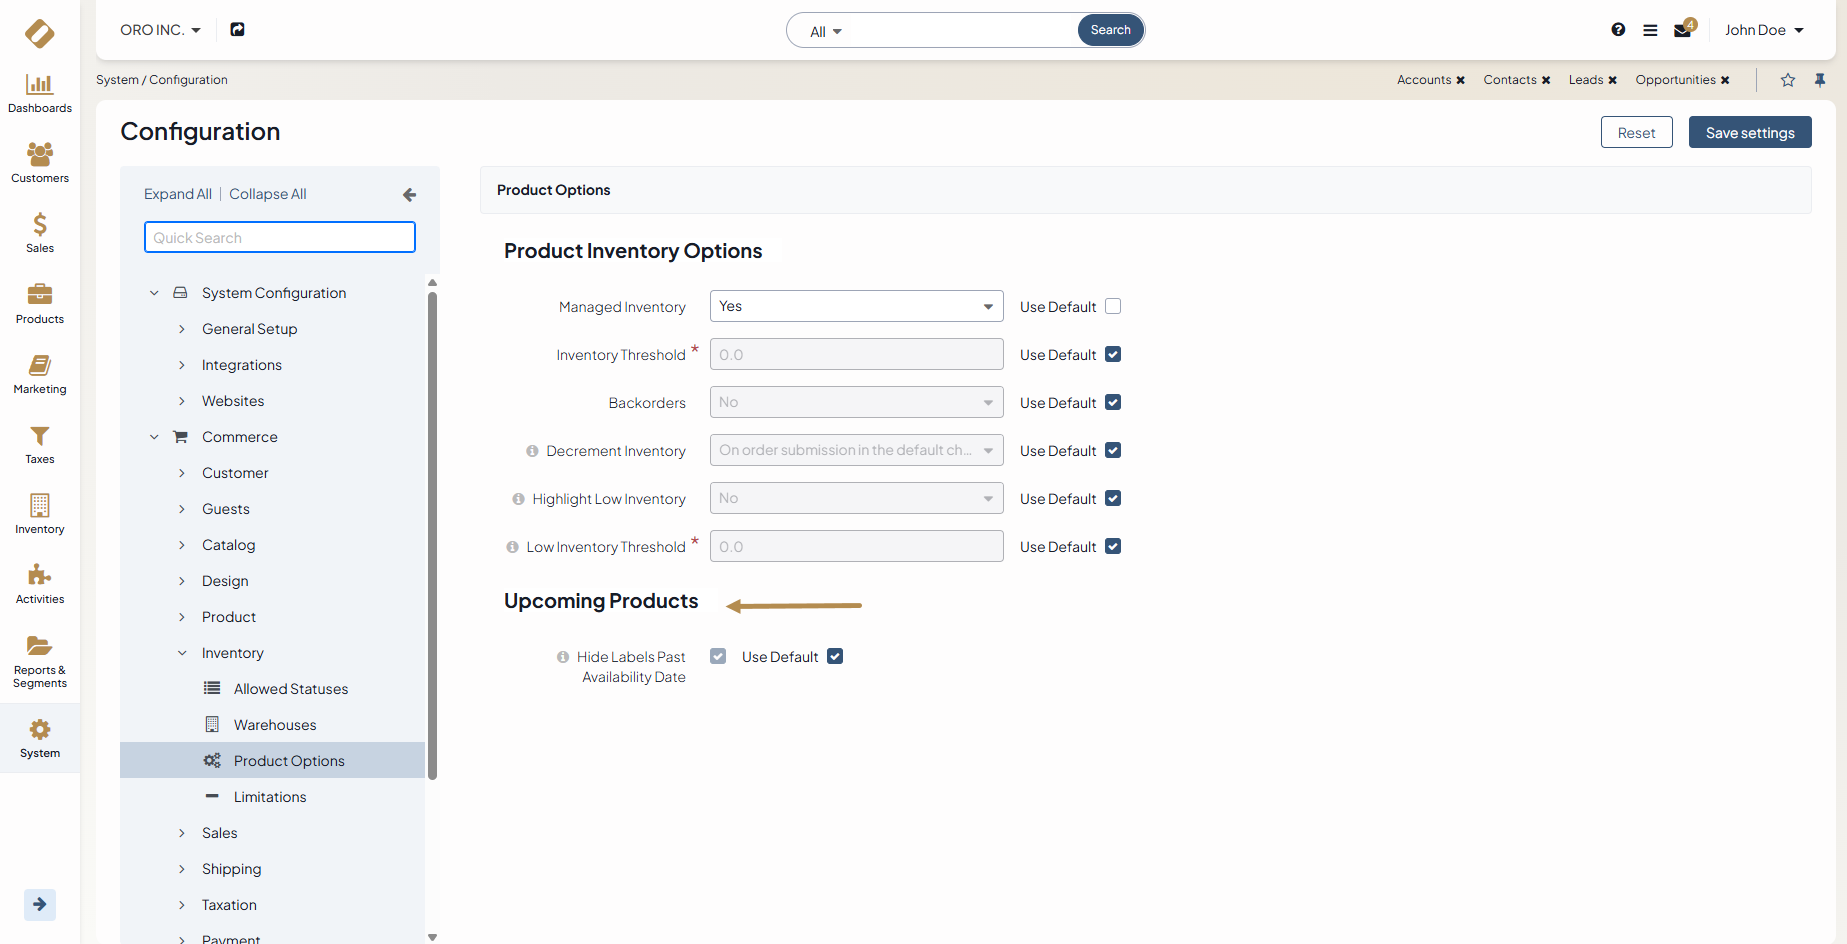 ORO INC.
All
Search
4
John Doe
System / Configuration
Accounts
Contacts
Leads
Opportunities
Dashboards
Customers
Sales
Products
Marketing
Taxes
Inventory
Activities
Reports &
Segments
System
Configuration
Reset
Save settings
Expand All | Collapse All
Quick Search
System Configuration
General Setup
Integrations
Websites
Commerce
Customer
Guests
Catalog
Design
Product
Inventory
Allowed Statuses
Warehouses
Product Options
Limitations
Sales
Shipping
Taxation
Payment
Product Options
Product Inventory Options
Managed Inventory Yes Use Default
Inventory Threshold * 0.0 Use Default
Backorders No Use Default
Decrement Inventory On order submission in the default ch... Use Default
Highlight Low Inventory No Use Default
Low Inventory Threshold * 0.0 Use Default
Upcoming Products
Hide Labels Past Use Default
Availability Date